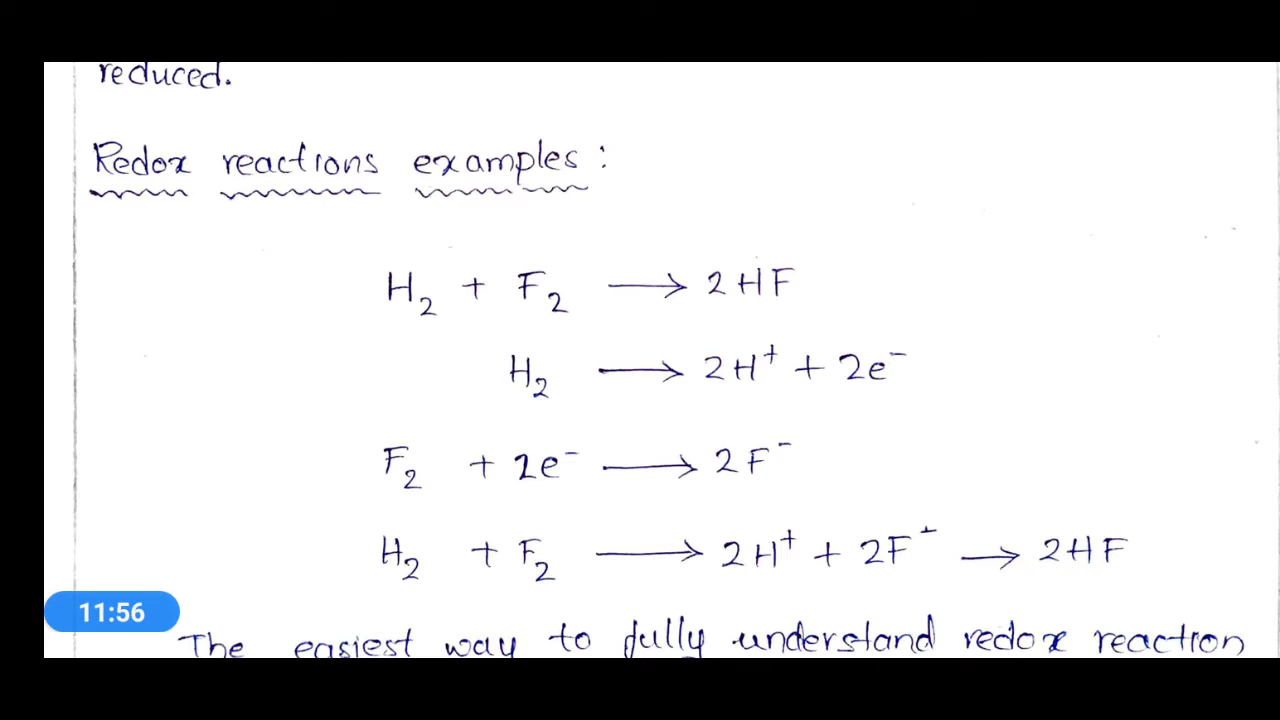 reduced.
Redox reactions examples:
H₂ + F₂ ⟶ 2HF
H₂ ⟶ 2H⁺ + 2e⁻
F₂ + 2e⁻ ⟶ 2F⁻
H₂ + F₂ ⟶ 2H⁺ + 2F⁺ ⟶ 2HF
11:56
The easiest way to fully understand redox reaction